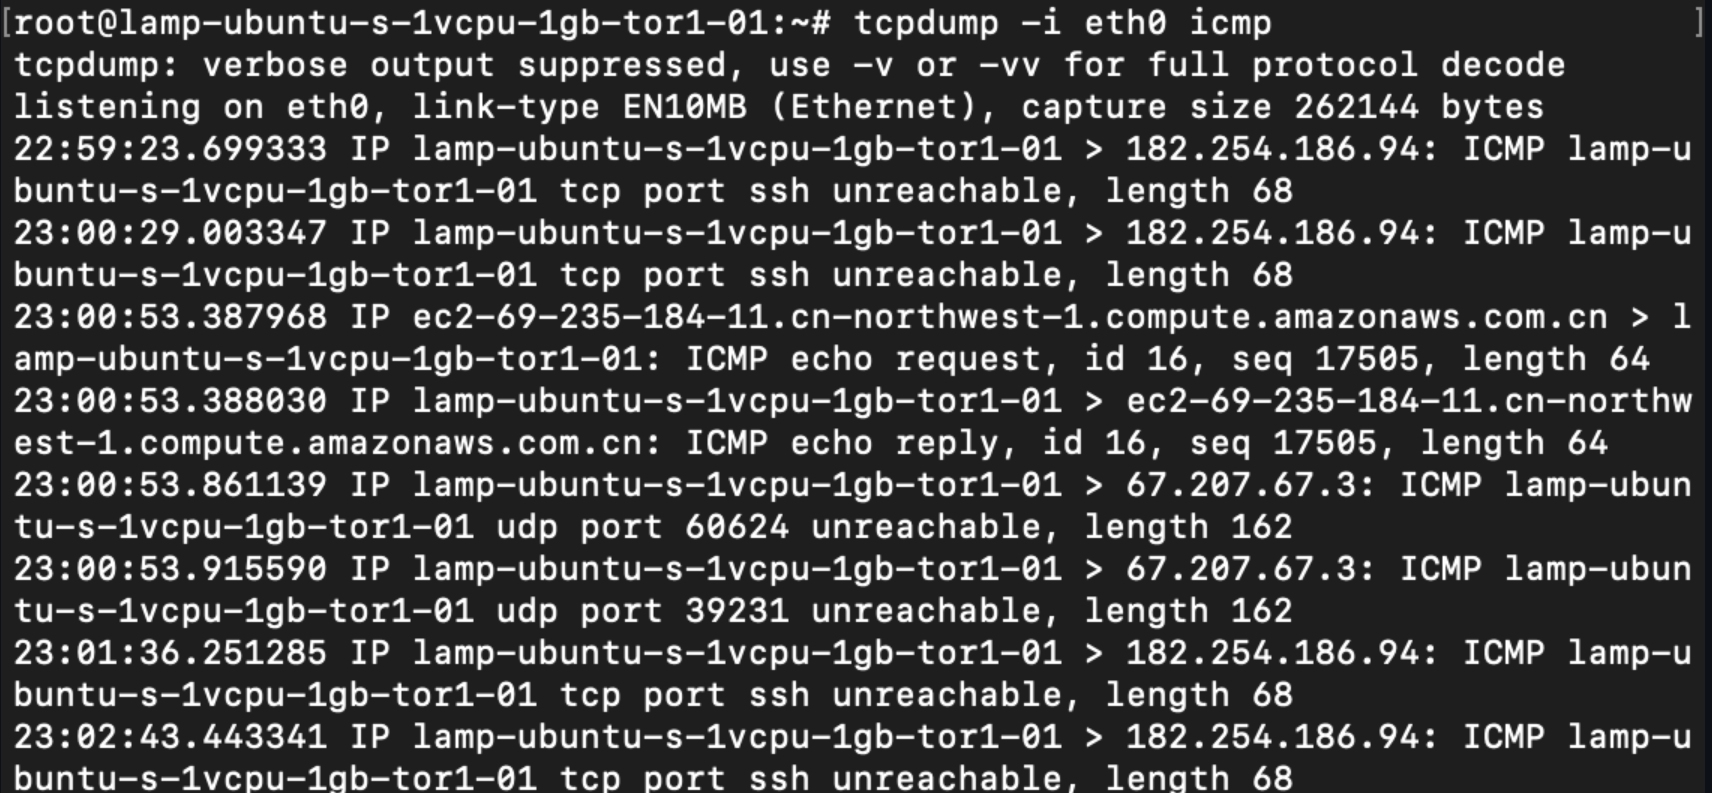 [root@lamp-ubuntu-s-1vcpu-1gb-tor1-01:~# tcpdump -i eth0 icmp ]
tcpdump: verbose output suppressed, use -v or -vv for full protocol decode
listening on eth0, link-type EN10MB (Ethernet), capture size 262144 bytes
22:59:23.699333 IP lamp-ubuntu-s-1vcpu-1gb-tor1-01 > 182.254.186.94: ICMP lamp-u
buntu-s-1vcpu-1gb-tor1-01 tcp port ssh unreachable, length 68
23:00:29.003347 IP lamp-ubuntu-s-1vcpu-1gb-tor1-01 > 182.254.186.94: ICMP lamp-u
buntu-s-1vcpu-1gb-tor1-01 tcp port ssh unreachable, length 68
23:00:53.387968 IP ec2-69-235-184-11.cn-northwest-1.compute.amazonaws.com.cn > l
amp-ubuntu-s-1vcpu-1gb-tor1-01: ICMP echo request, id 16, seq 17505, length 64
23:00:53.388030 IP lamp-ubuntu-s-1vcpu-1gb-tor1-01 > ec2-69-235-184-11.cn-northw
est-1.compute.amazonaws.com.cn: ICMP echo reply, id 16, seq 17505, length 64
23:00:53.861139 IP lamp-ubuntu-s-1vcpu-1gb-tor1-01 > 67.207.67.3: ICMP lamp-ubun
tu-s-1vcpu-1gb-tor1-01 udp port 60624 unreachable, length 162
23:00:53.915590 IP lamp-ubuntu-s-1vcpu-1gb-tor1-01 > 67.207.67.3: ICMP lamp-ubun
tu-s-1vcpu-1gb-tor1-01 udp port 39231 unreachable, length 162
23:01:36.251285 IP lamp-ubuntu-s-1vcpu-1gb-tor1-01 > 182.254.186.94: ICMP lamp-u
buntu-s-1vcpu-1gb-tor1-01 tcp port ssh unreachable, length 68
23:02:43.443341 IP lamp-ubuntu-s-1vcpu-1gb-tor1-01 > 182.254.186.94: ICMP lamp-u
buntu-s-1vcpu-1gb-tor1-01 tcp port ssh unreachable, length 68